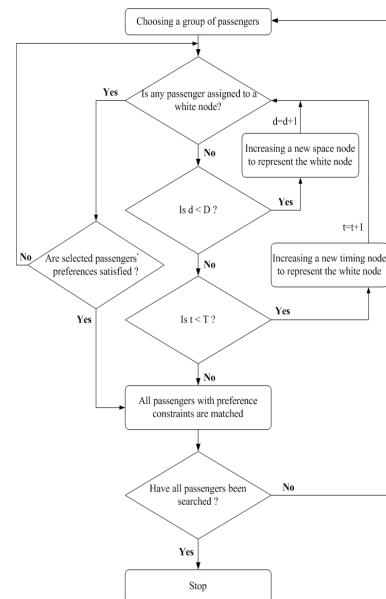 Choosing a group of passengers
Is any passenger assigned to a
white node?
Yes
No
d=d+1
Increasing a new space node
to represent the white node
Is d < D ?
Yes
No
t=t+1
Are selected passengers'
preferences satisfied ?
No
Yes
Increasing a new timing node
to represent the white node
Is t < T ?
Yes
No
All passengers with preference
constraints are matched
Have all passengers been
searched ?
No
Yes
Stop